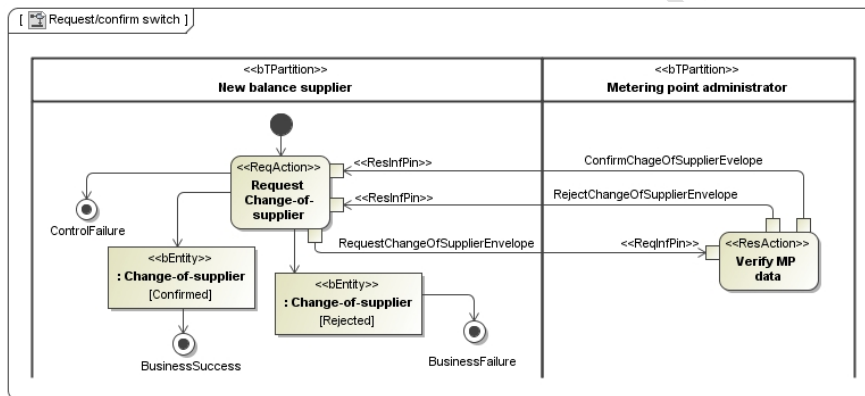 [ Request/confirm switch ]
<<bTPartition>>
New balance supplier
<<bTPartition>>
Metering point administrator
<<ReqAction>>
Request
Change-of-
supplier
<<ResInfPin>>
ConfirmChageOfSupplierEvelope
<<ResInfPin>>
RejectChangeOfSupplierEnvelope
ControlFailure
RequestChangeOfSupplierEnvelope
<<ReqInfPin>>
<<ResAction>>
Verify MP
data
<<bEntity>>
: Change-of-supplier
[Confirmed]
<<bEntity>>
: Change-of-supplier
[Rejected]
BusinessSuccess
BusinessFailure